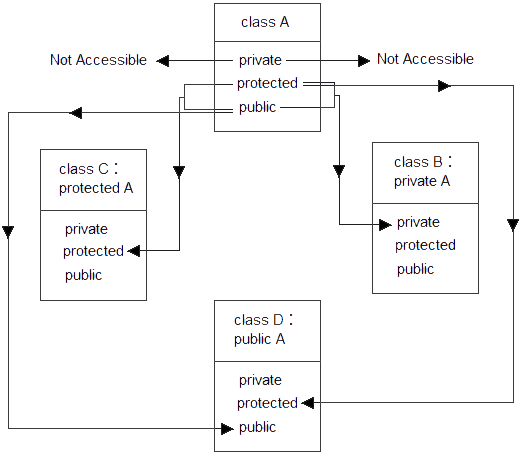 class A
Not Accessible
private
Not Accessible
protected
public
class C：
protected A
private
protected
public
class B：
private A
private
protected
public
class D：
public A
private
protected
public